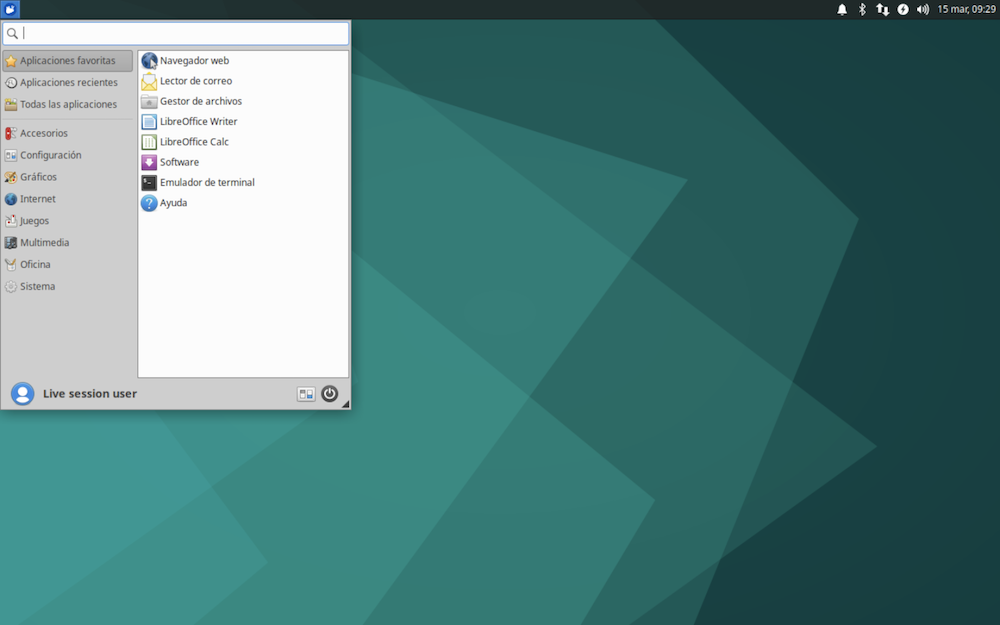 15 mar, 09:29
Aplicaciones favoritas
Aplicaciones recientes
Todas las aplicaciones
Accesorios
Configuración
Gráficos
Internet
Juegos
Multimedia
Oficina
Sistema
Navegador web
Lector de correo
Gestor de archivos
LibreOffice Writer
LibreOffice Calc
Software
Emulador de terminal
Ayuda
Live session user